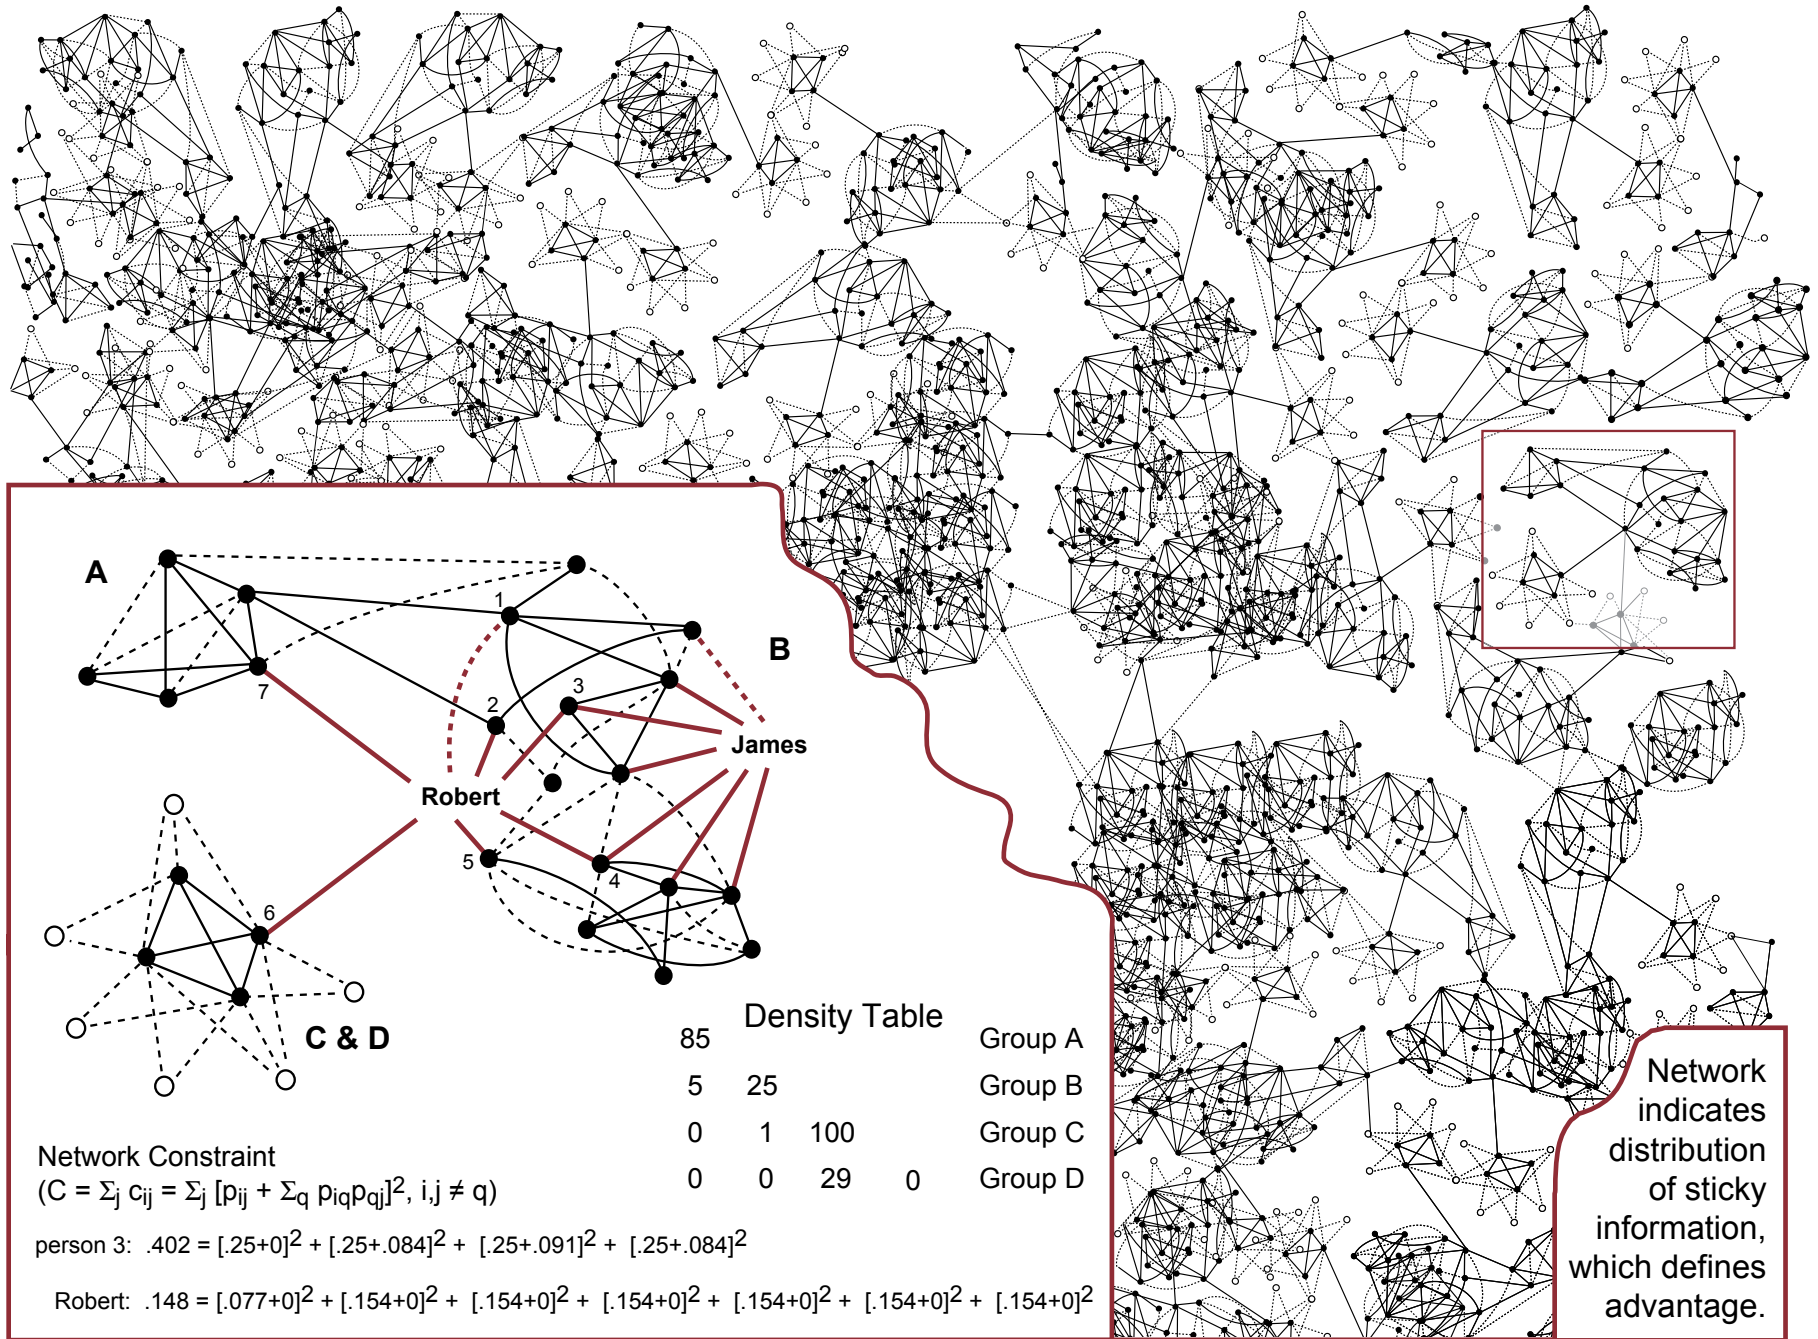 A
1
B
3
2
7
James
Robert
5
4
6
C & D
Density Table
85 Group A
5 25 Group B
0 1 100 Group C
0 0 29 0 Group D
Network Constraint
(C = Σj cij = Σj [pij + Σq piqpqj]2, i,j ≠ q)
person 3: .402 = [.25+0]2 + [.25+.084]2 + [.25+.091]2 + [.25+.084]2
Robert: .148 = [.077+0]2 + [.154+0]2 + [.154+0]2 + [.154+0]2 + [.154+0]2 + [.154+0]2 + [.154+0]2
Network
indicates
distribution
of sticky
information,
which defines
advantage.